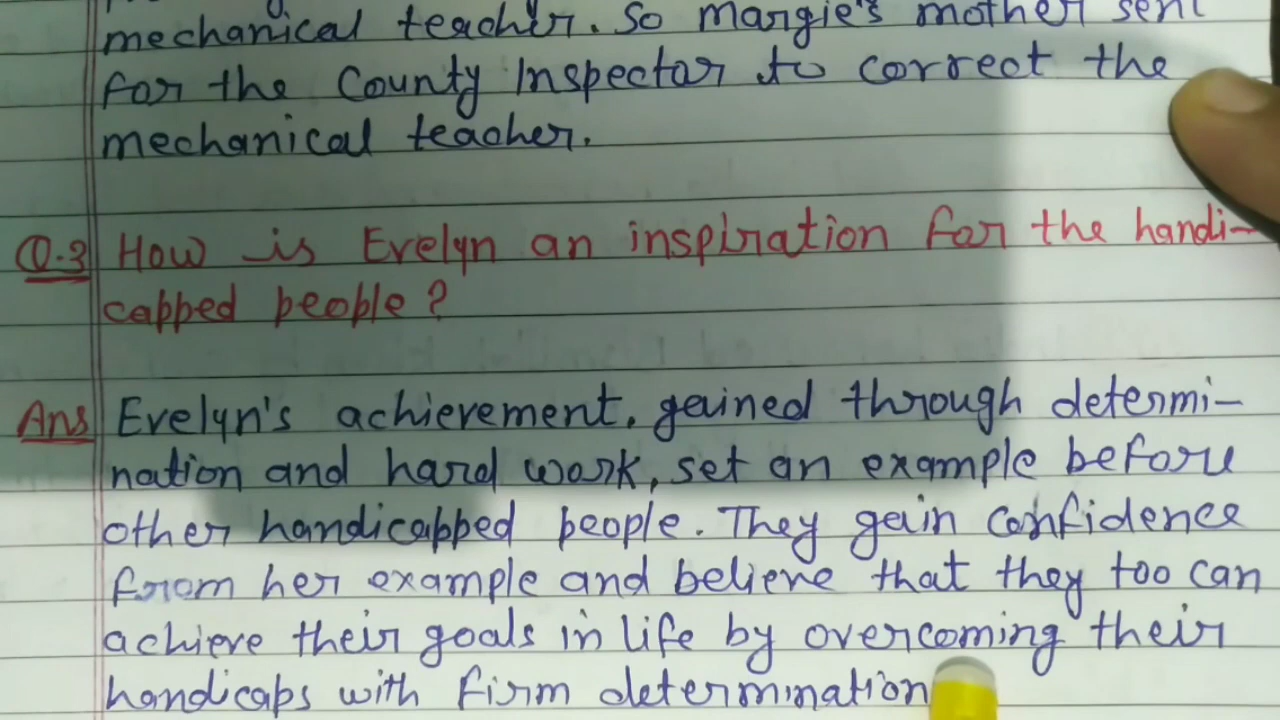 mechanical teacher. So Margie's mother sent
for the County Inspector to correct the
mechanical teacher.
Q.3 How is Evelyn an inspiration for the handi-
capped people?
Ans Evelyn's achievement, gained through determi-
nation and hard work, set an example before
other handicapped people. They gain confidence
from her example and believe that they too can
achieve their goals in life by overcoming their
handicaps with firm determination